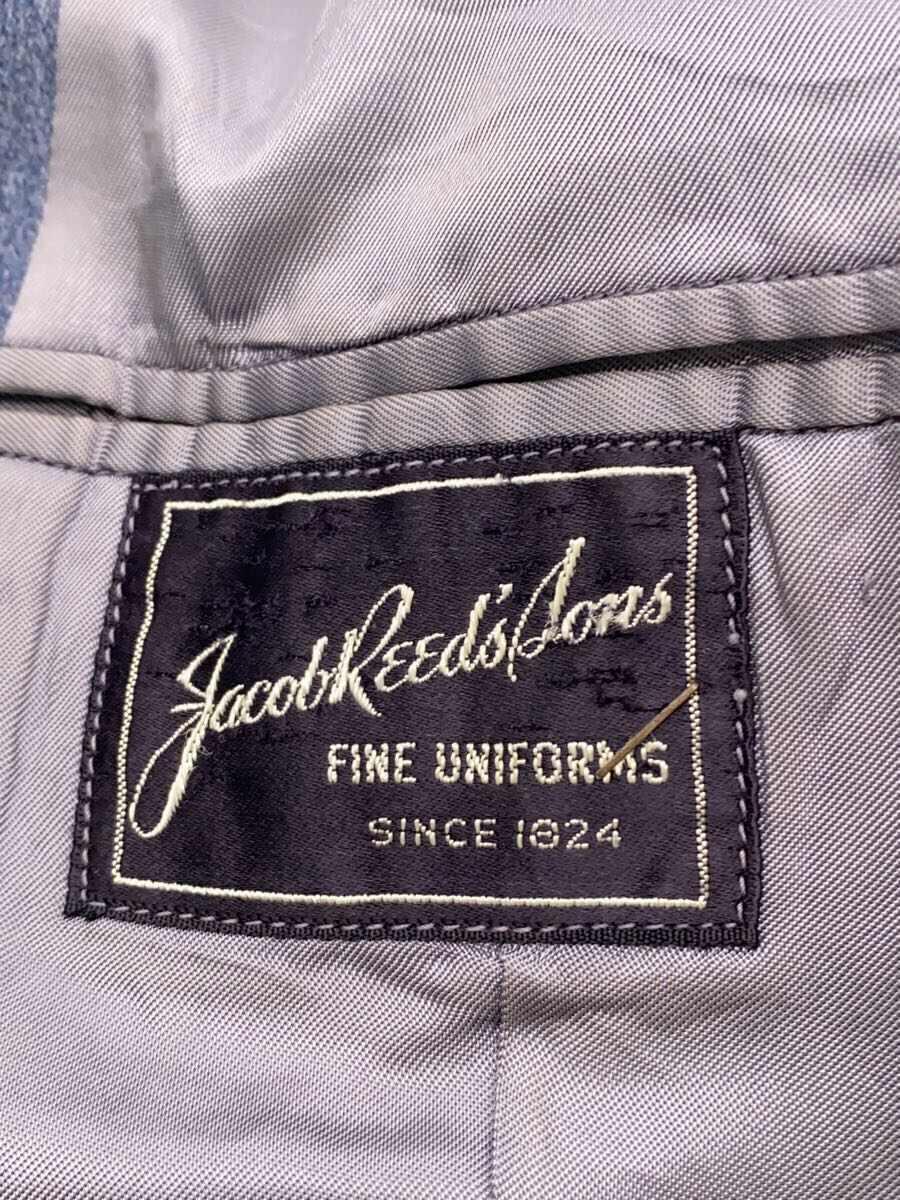 Jacob Reed's Sons
FINE UNIFORMS
SINCE 1824